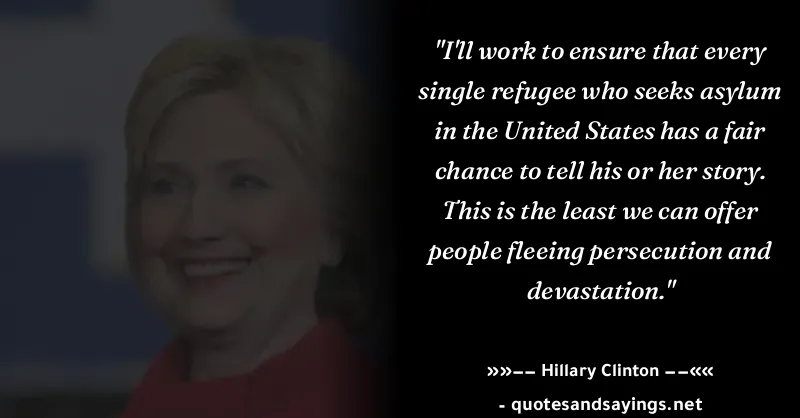 "I'll work to ensure that every
single refugee who seeks asylum
in the United States has a fair
chance to tell his or her story.
This is the least we can offer
people fleeing persecution and
devastation."
»»–– Hillary Clinton ––««
- quotesandsayings.net